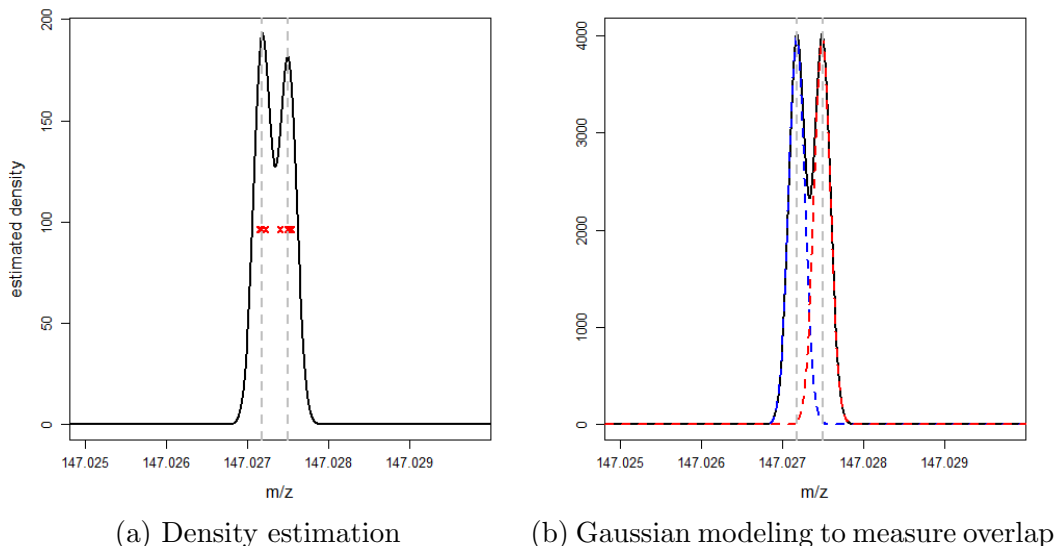 200
150
100
50
0
estimated density
147.025 147.026 147.027 147.028 147.029
m/z
(a) Density estimation
4000
3000
2000
1000
0
147.025 147.026 147.027 147.028 147.029
m/z
(b) Gaussian modeling to measure overlap